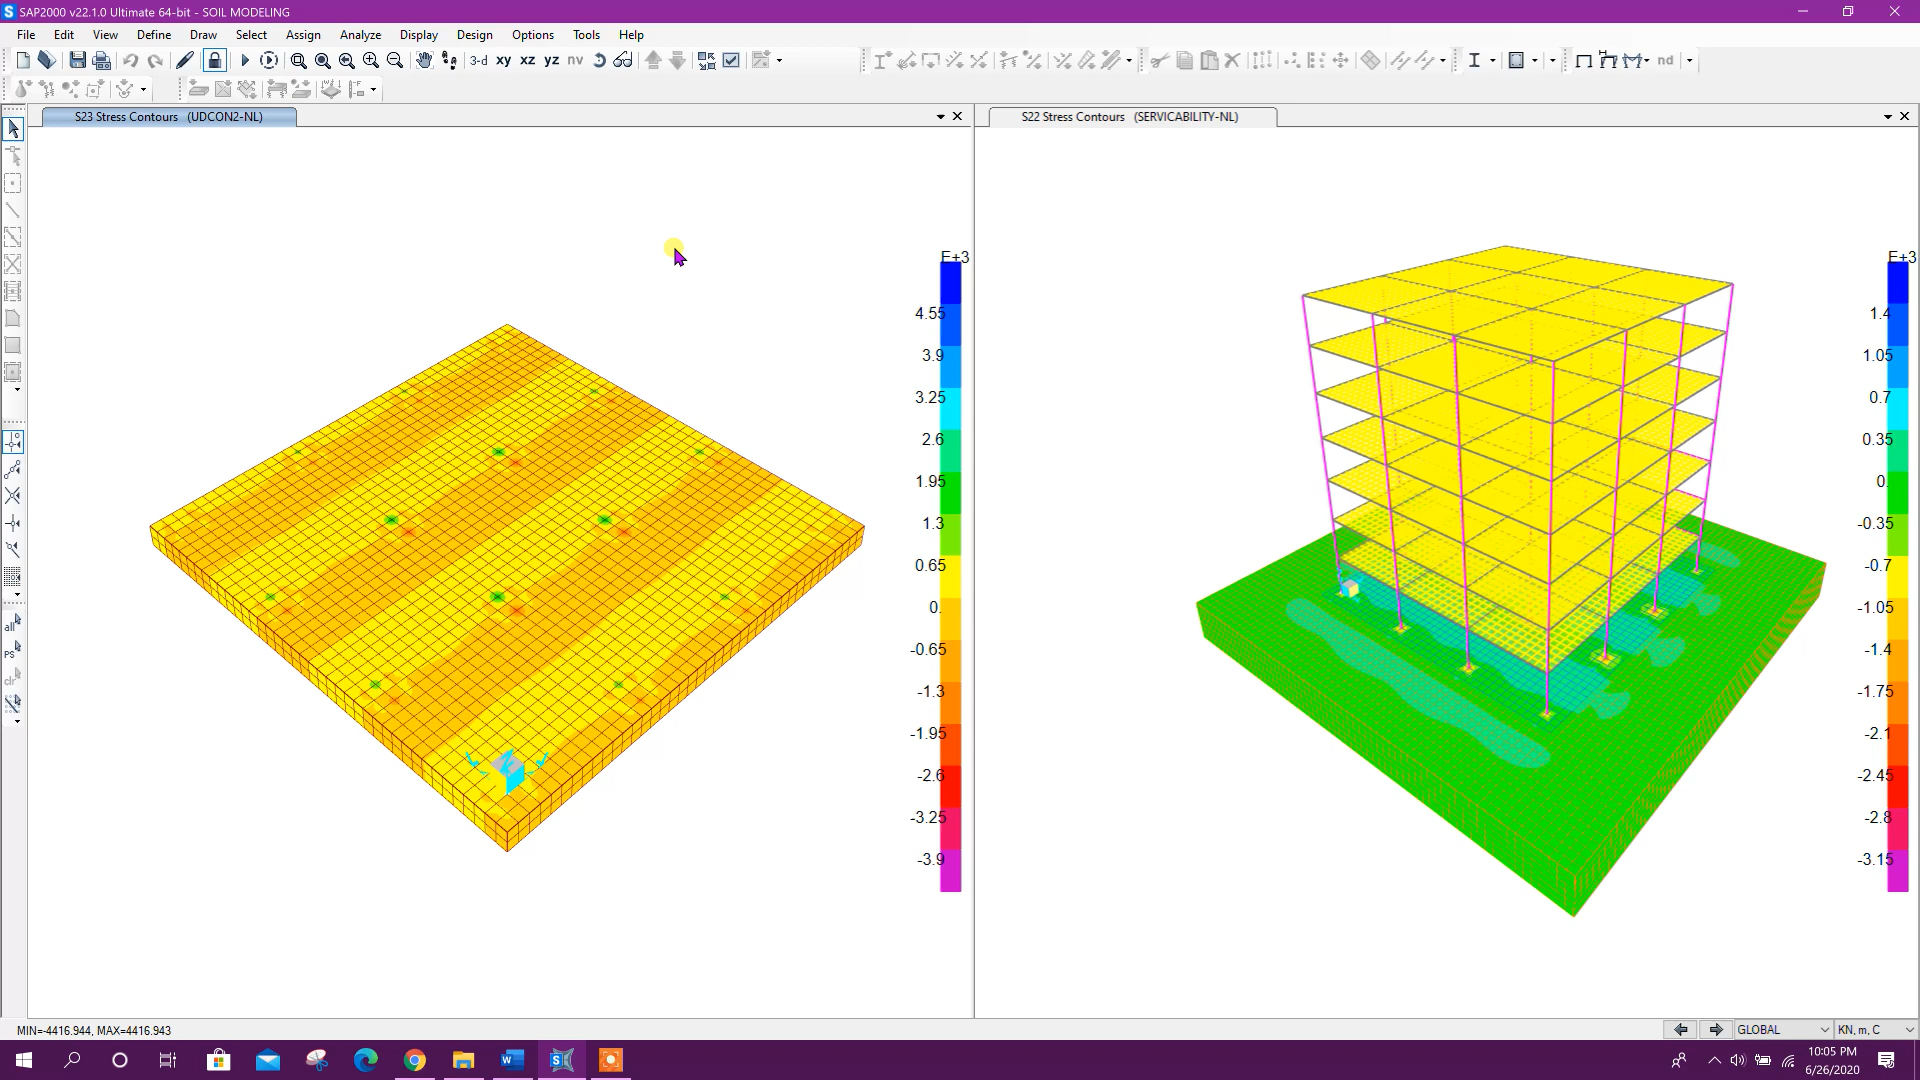 SAP2000 v22.1.0 Ultimate 64-bit - SOIL MODELING
File Edit View Define Draw Select Assign Analyze Display Design Options Tools Help
3-d xy xz yz nv nd
S23 Stress Contours (UDCON2-NL)
S22 Stress Contours (SERVICABILITY-NL)
E+3
4.55
3.9
3.25
2.6
1.95
1.3
0.65
0.
-0.65
-1.3
-1.95
-2.6
-3.25
-3.9
E+3
1.4
1.05
0.7
0.35
0.
-0.35
-0.7
-1.05
-1.4
-1.75
-2.1
-2.45
-2.8
-3.15
all
PS
clr
MIN=-4416.944, MAX=4416.943
GLOBAL
KN, m, C
10:05 PM
6/26/2020